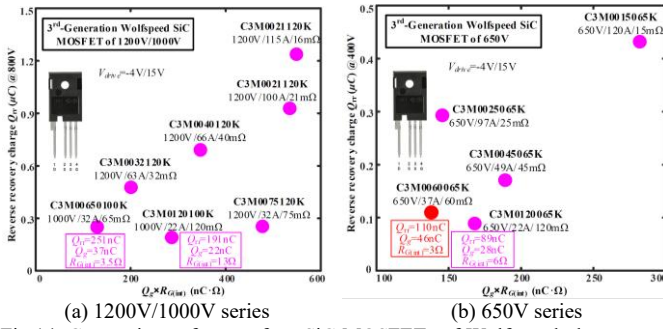 3rd-Generation Wolfspeed SiC
MOSFET of 1200V/1000V
Vdrive=-4V/15V
C3M0021120K
1200V/115A/16mΩ
C3M0021120K
1200V/100A/21mΩ
C3M0040120K
1200V/66A/40mΩ
C3M0032120K
1200V/63A/32mΩ
C3M0075120K
1200V/32A/75mΩ
C3M00650100K
1000V/32A/65mΩ
C3M0120100K
1000V/22A/120mΩ
Qrr=251nC
Qg=37nC
RG(int)=3.5Ω
Qrr=191nC
Qg=22nC
RG(int)=13Ω
Reverse recovery charge Qrr (μC) @ 800V
1.5
1.2
0.9
0.6
0.3
0
0
200
400
600
Qg×RG(int) (nC·Ω)
(a) 1200V/1000V series
3rd-Generation Wolfspeed SiC
MOSFET of 650V
Vdrive=-4V/15V
C3M0015065K
650V/120A/15mΩ
C3M0025065K
650V/97A/25mΩ
C3M0045065K
650V/49A/45mΩ
C3M0060065K
650V/37A/60mΩ
C3M0120065K
650V/22A/120mΩ
Qrr=110nC
Qg=46nC
RG(int)=3Ω
Qrr=89nC
Qg=28nC
RG(int)=6Ω
Reverse recovery charge Qrr (μC) @ 400V
0.5
0.4
0.3
0.2
0.1
0
100
150
200
250
300
Qg×RG(int) (nC·Ω)
(b) 650V series